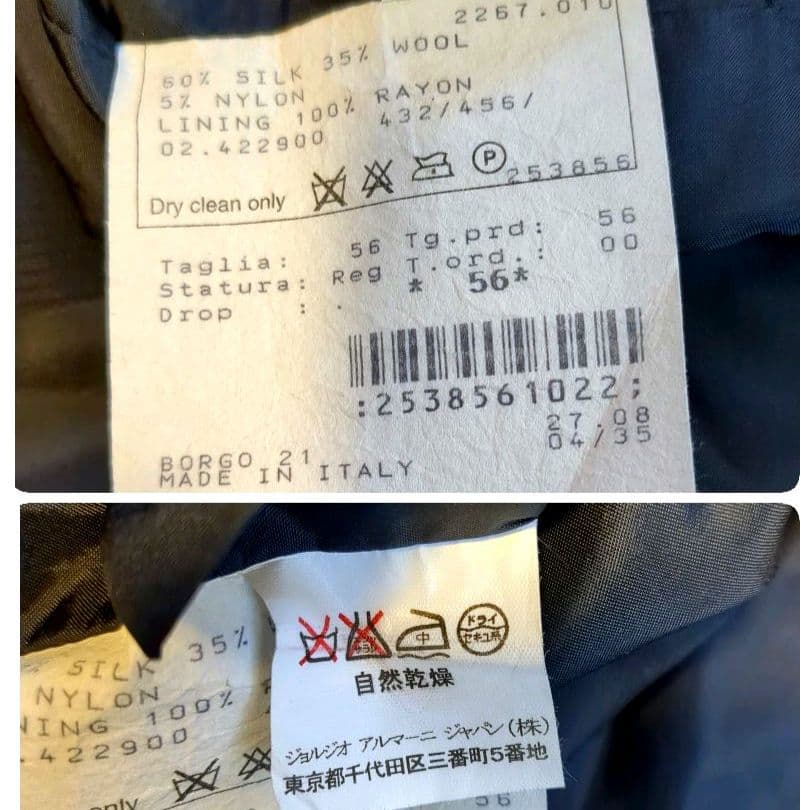 2267.010
60% SILK 35% WOOL
5% NYLON
LINING 100% RAYON
02.422900 432/456/
Dry clean only P 253856
Taglia: 56 Tg.prd: 56
Statura: Reg T.ord.: 00
Drop : . * 56*
:2538561022;
27.08
04/35
BORGO 21
MADE IN ITALY
SILK 35%
NYLON
NING 100%
.422900
only
中
ドライ
セキユ系
自然乾燥
ジョルジオ アルマーニ ジャパン(株)
東京都千代田区三番町5番地
56